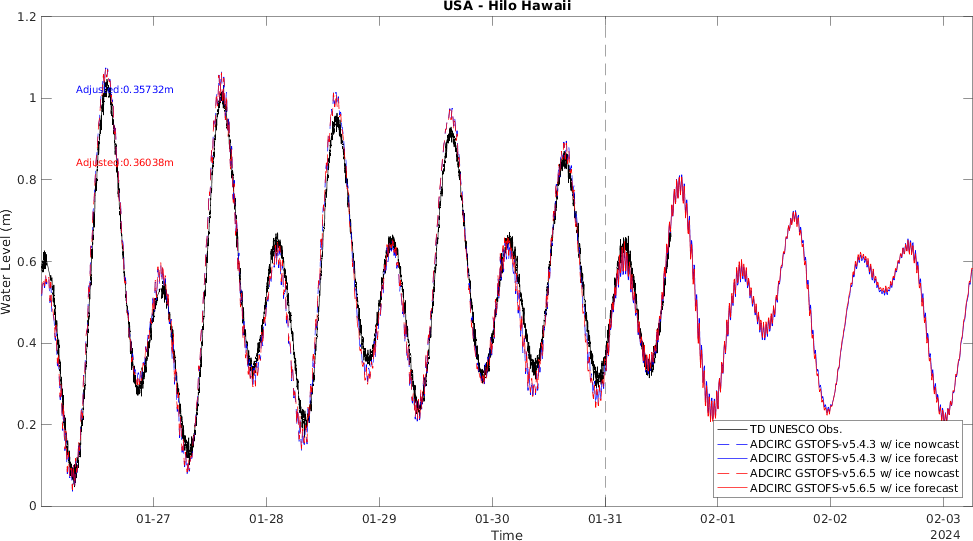 USA - Hilo Hawaii
1.2
1
0.8
0.6
0.4
0.2
0
Water Level (m)
Adjusted:0.35732m
Adjusted:0.36038m
TD UNESCO Obs.
ADCIRC GSTOFS-v5.4.3 w/ ice nowcast
ADCIRC GSTOFS-v5.4.3 w/ ice forecast
ADCIRC GSTOFS-v5.6.5 w/ ice nowcast
ADCIRC GSTOFS-v5.6.5 w/ ice forecast
01-27 01-28 01-29 01-30 01-31 02-01 02-02 02-03
Time
2024